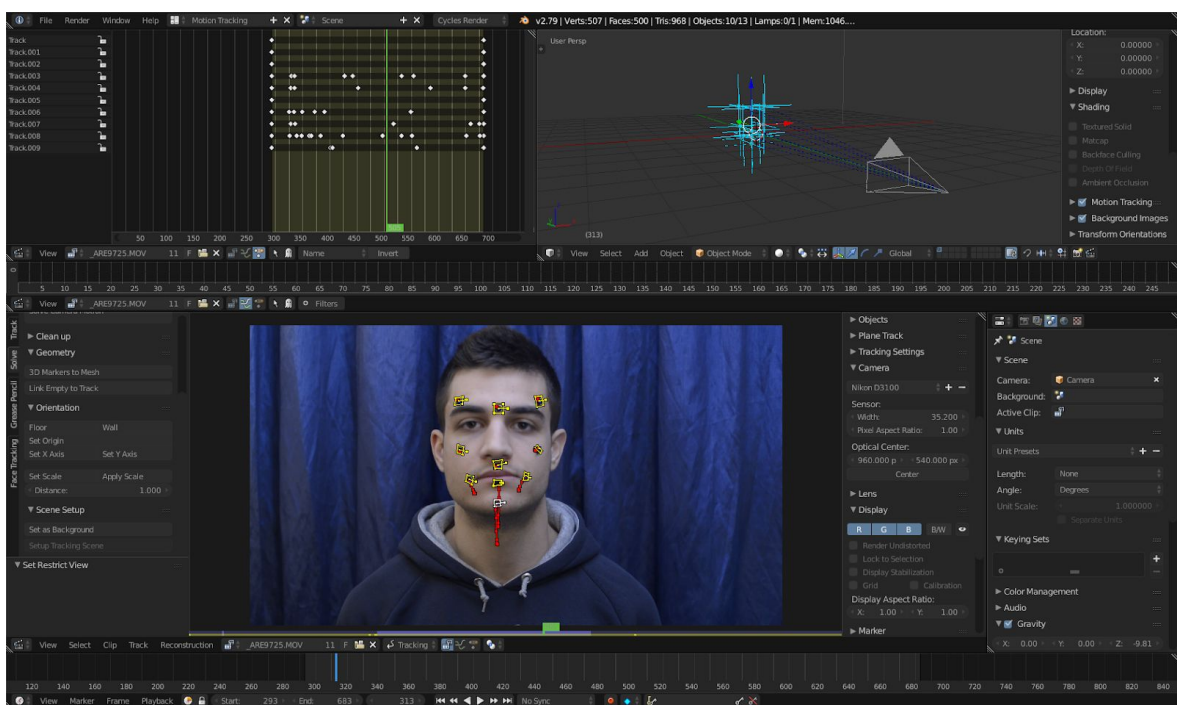 File Render Window Help Motion Tracking Scene Cycles Render v2.79 | Verts:507 | Faces:500 | Tris:968 | Objects:10/13 | Lamps:0/1 | Mem:1046....
Track
Track.001
Track.002
Track.003
Track.004
Track.005
Track.006
Track.007
Track.008
Track.009
50 100 150 200 250 300 350 400 450 500 550 600 650 700
View _ARE9725.MOV 11 F Name Invert
User Persp
(313)
View Select Add Object Object Mode Global
Location:
X: 0.00000
Y: 0.00000
Z: 0.00000
Display
Shading
Textured Solid
Matcap
Backface Culling
Depth Of Field
Ambient Occlusion
Motion Tracking
Background Images
Transform Orientations
5 10 15 20 25 30 35 40 45 50 55 60 65 70 75 80 85 90 95 100 105 110 115 120 125 130 135 140 145 150 155 160 165 170 175 180 185 190 195 200 205 210 215 220 225 230 235 240 245
View _ARE9725.MOV 11 F Filters
Track
Solve
Grease Pencil
Face Tracking
Clean up
Geometry
3D Markers to Mesh
Link Empty to Track
Orientation
Floor Wall
Set Origin
Set X Axis Set Y Axis
Set Scale Apply Scale
Distance: 1.000
Scene Setup
Set as Background
Setup Tracking Scene
Set Restrict View
Objects
Plane Track
Tracking Settings
Camera
Nikon D3100
Sensor:
Width: 35.200
Pixel Aspect Ratio: 1.00
Optical Center:
960.000 p 540.000 px
Center
Lens
Display
R G B B/W
Render Undistorted
Lock to Selection
Display Stabilization
Grid Calibration
Display Aspect Ratio:
X: 1.00 Y: 1.00
Marker
Scene
Scene
Camera: Camera
Background:
Active Clip:
Units
Unit Presets
Length: None
Angle: Degrees
Unit Scale: 1.000000
Separate Units
Keying Sets
Color Management
Audio
Gravity
X: 0.00 Y: 0.00 Z: -9.81
View Select Clip Track Reconstruction _ARE9725.MOV 11 F Tracking
120 140 160 180 200 220 240 260 280 300 320 340 360 380 400 420 440 460 480 500 520 540 560 580 600 620 640 660 680 700 720 740 760 780 800 820 840
View Marker Frame Playback Start: 293 End: 683 313 No Sync